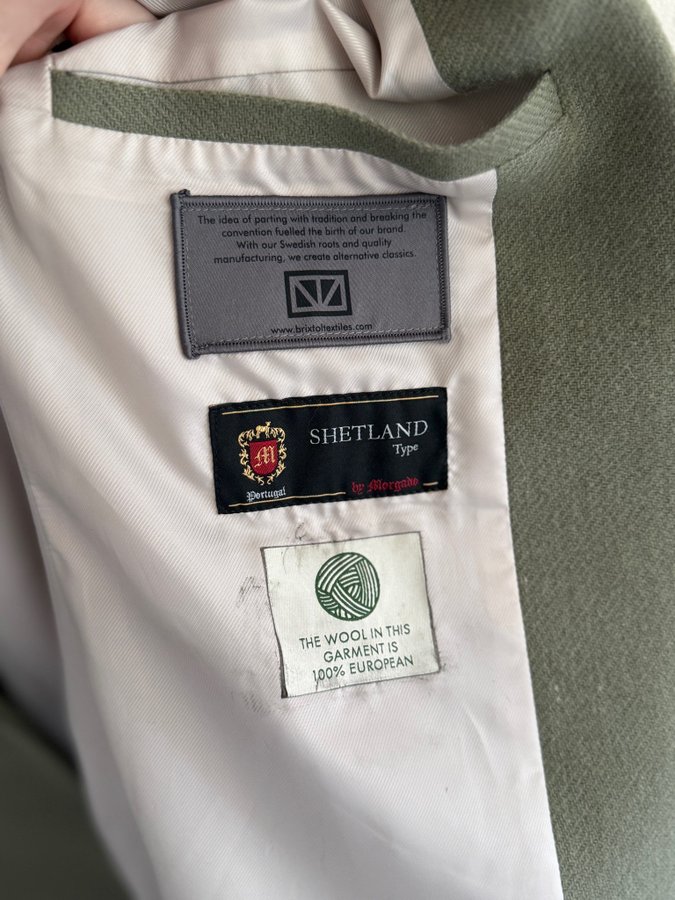 The idea of parting with tradition and breaking the
convention fuelled the birth of our brand.
With our Swedish roots and quality
manufacturing, we create alternative classics.
www.brixtoltextiles.com
SHETLAND
Type
M
Portugal
by Morgado
THE WOOL IN THIS
GARMENT IS
100% EUROPEAN